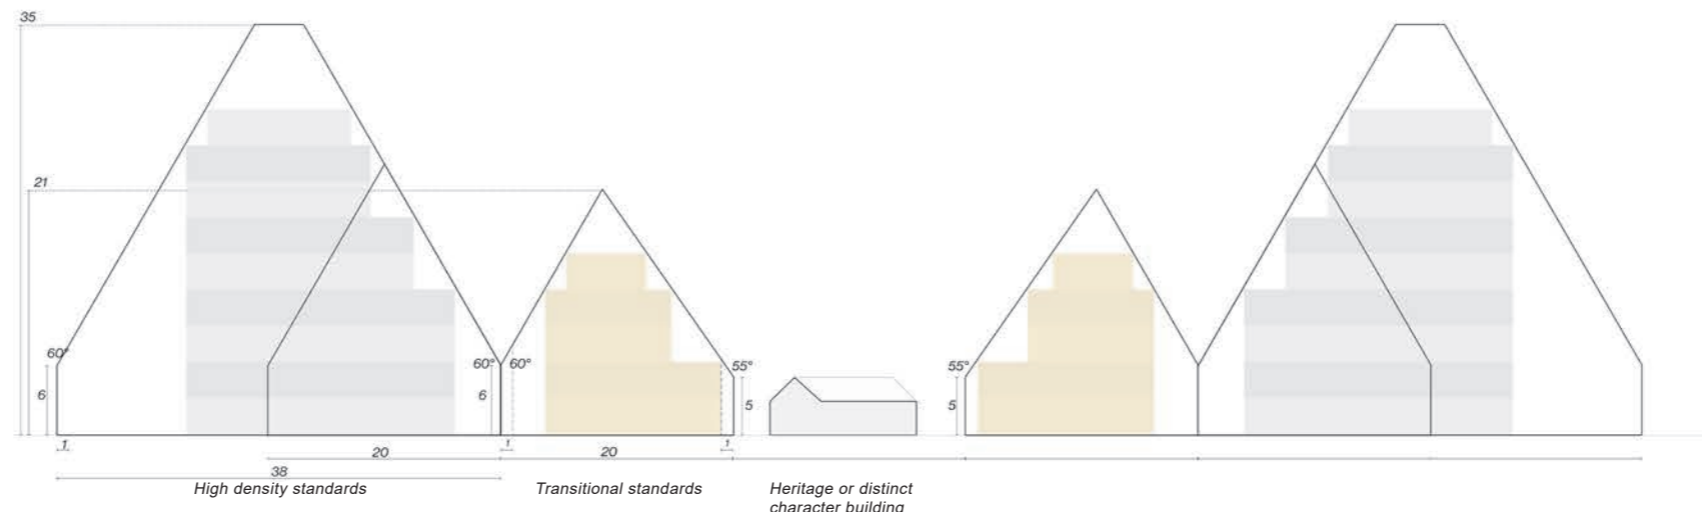 35
21
60° 60° 60° 55° 55°
6 6 5 5
1 1 1
20 20
38
High density standards Transitional standards Heritage or distinct
character building